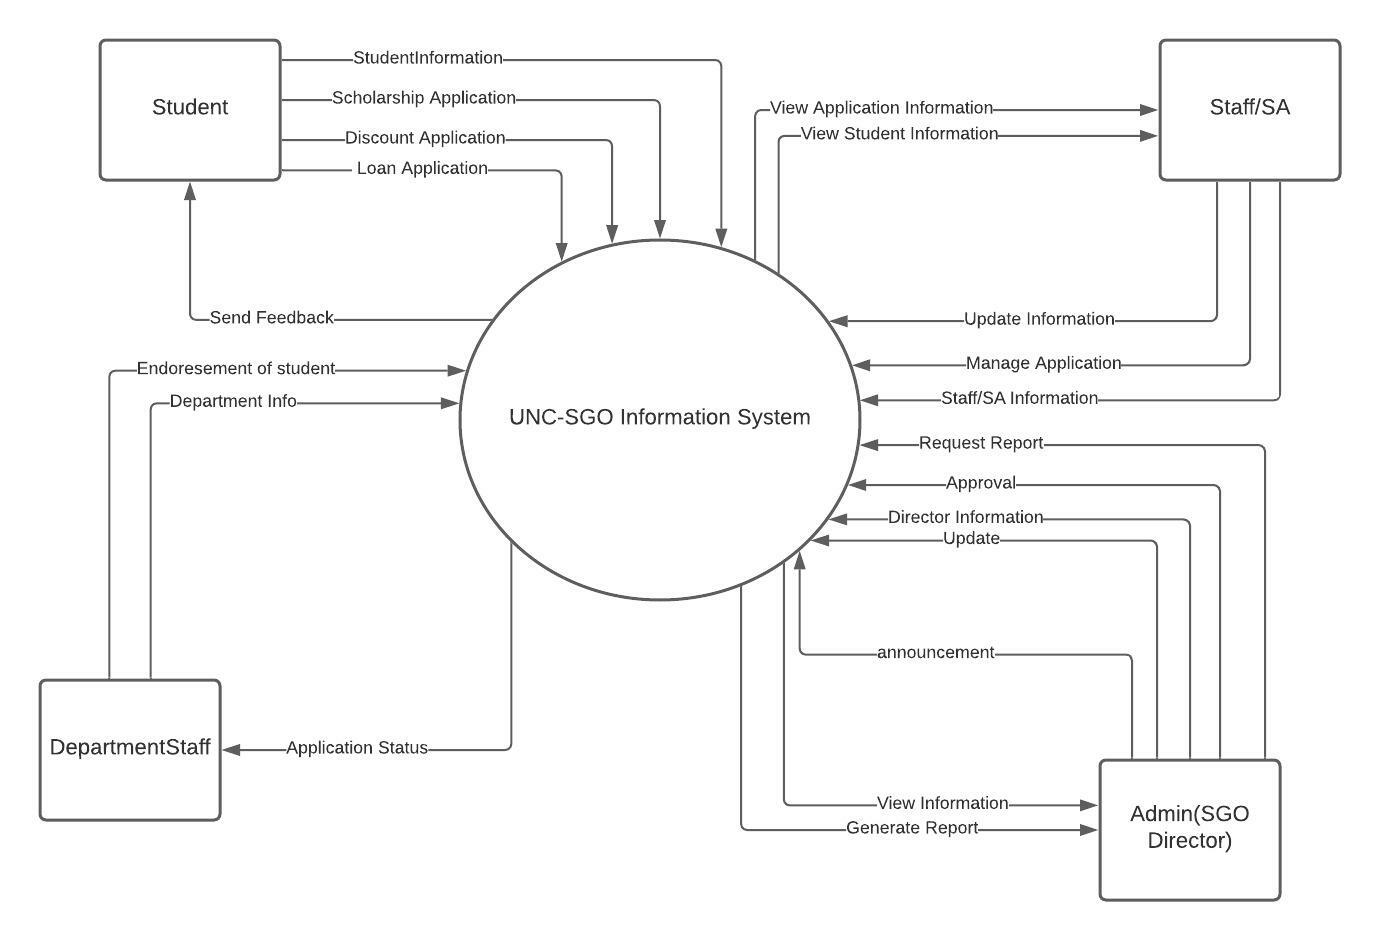 StudentInformation
Student
Scholarship Application
Discount Application
Loan Application
View Application Information
View Student Information
Staff/SA
Send Feedback
Update Information
Endoresement of student
Manage Application
Department Info
Staff/SA Information
UNC-SGO Information System
Request Report
Approval
Director Information
Update
announcement
DepartmentStaff
Application Status
View Information
Generate Report
Admin(SGO
Director)